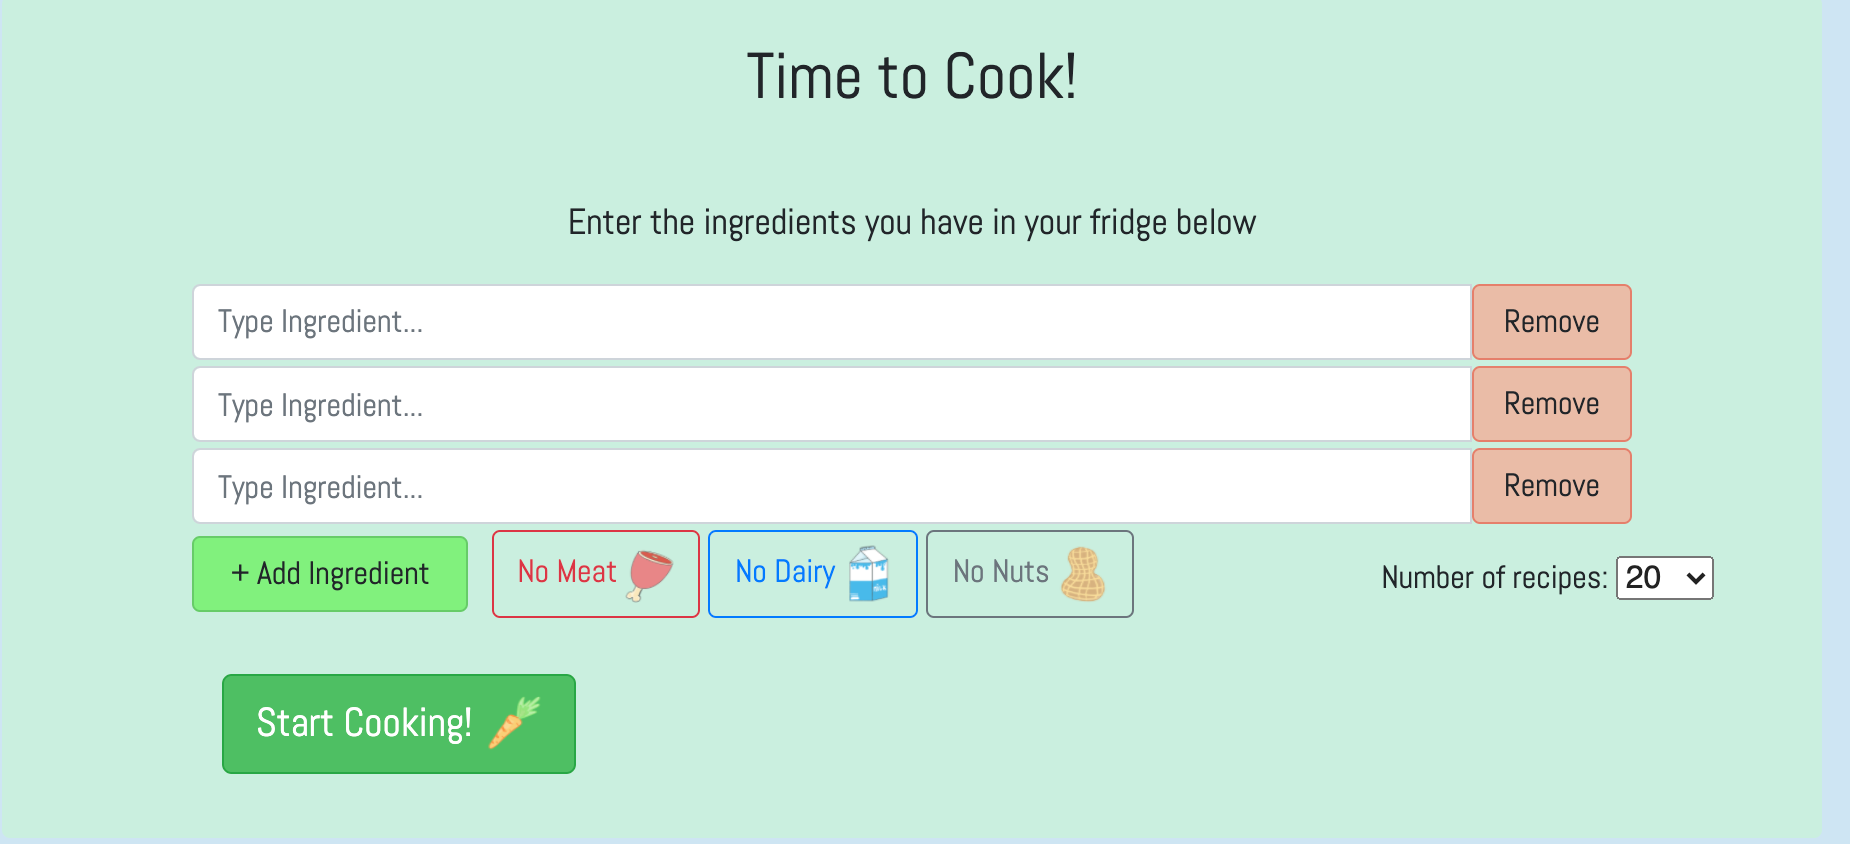 Time to Cook!
Enter the ingredients you have in your fridge below
Type Ingredient... Remove
Type Ingredient... Remove
Type Ingredient... Remove
+ Add Ingredient No Meat No Dairy No Nuts Number of recipes: 20
Start Cooking!